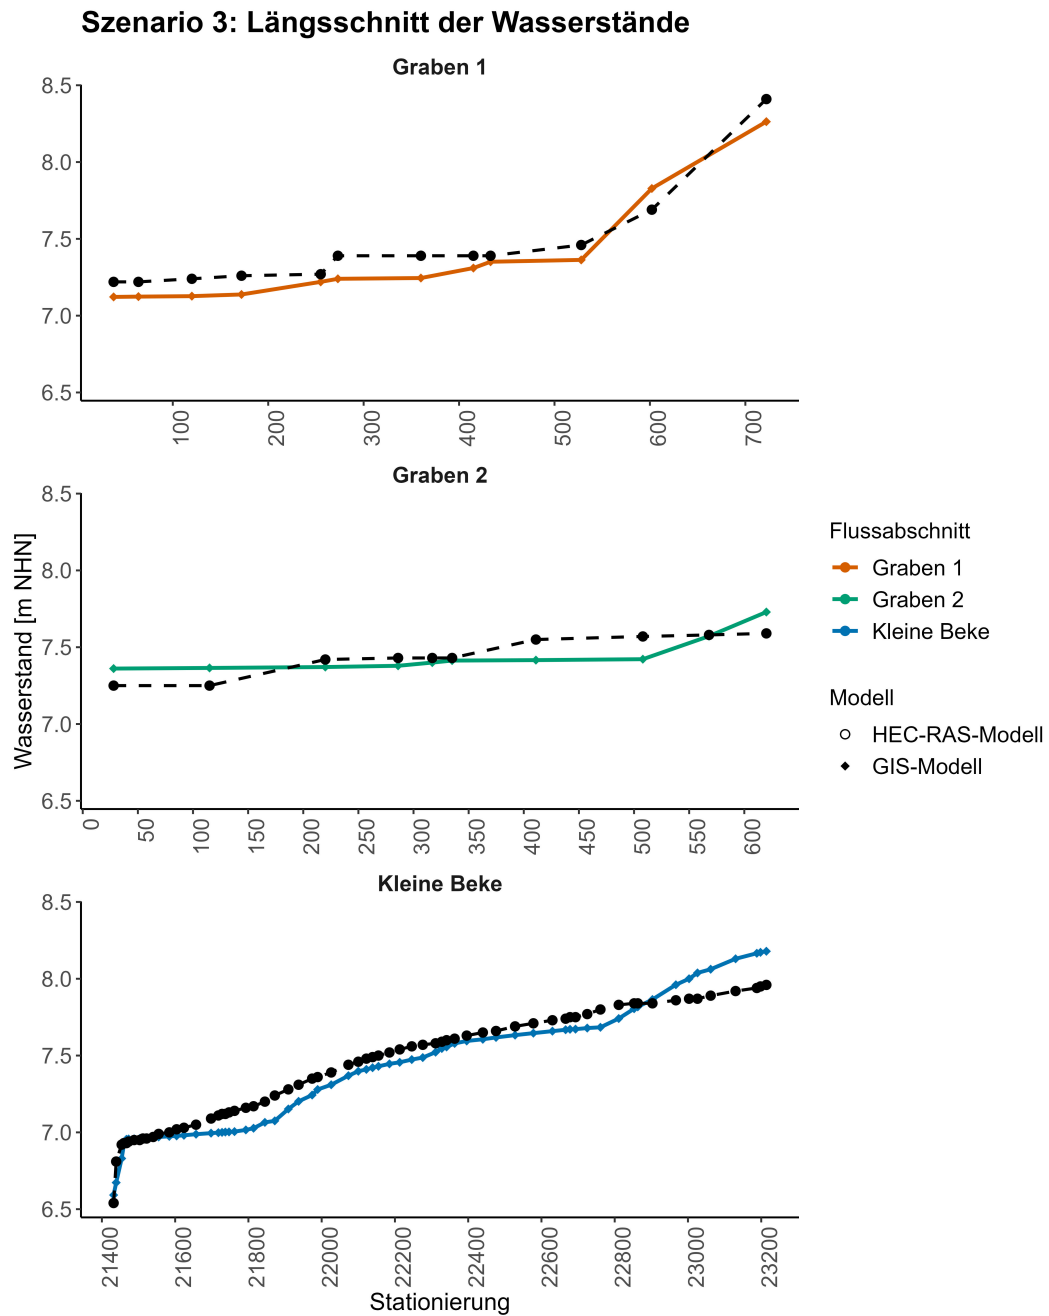 Szenario 3: Längsschnitt der Wasserstände
Graben 1
8.5
8.0
7.5
7.0
6.5
100 200 300 400 500 600 700
Graben 2
8.5
8.0
7.5
7.0
6.5
0 50 100 150 200 250 300 350 400 450 500 550 600
Wasserstand [m NHN]
Kleine Beke
8.5
8.0
7.5
7.0
6.5
21400 21600 21800 22000 22200 22400 22600 22800 23000 23200
Stationierung
Flussabschnitt
Graben 1
Graben 2
Kleine Beke
Modell
HEC-RAS-Modell
GIS-Modell